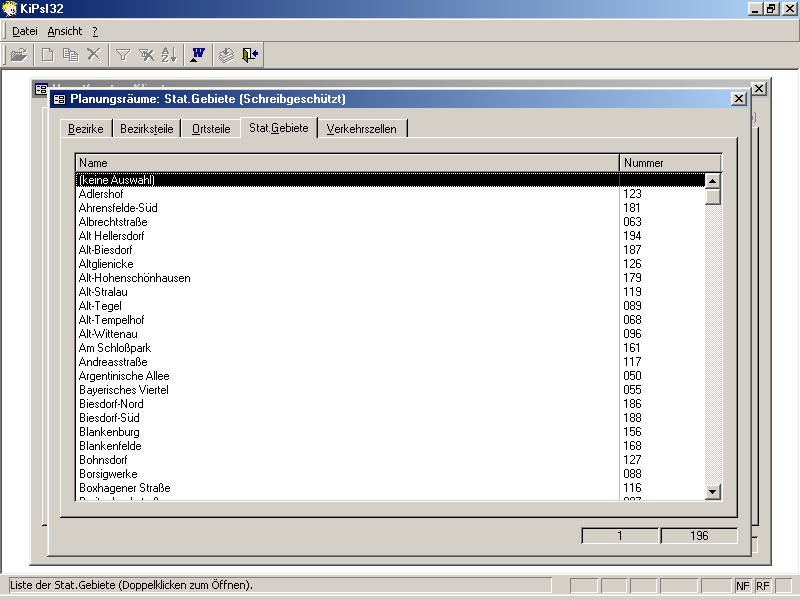 KiPsI32
Datei Ansicht ?
W
Planungsräume: Stat.Gebiete (Schreibgeschützt)
Bezirke Bezirksteile Ortsteile Stat.Gebiete Verkehrszellen
Name Nummer
(keine Auswahl)
Adlershof 123
Ahrensfelde-Süd 181
Albrechtstraße 063
Alt Hellersdorf 194
Alt-Biesdorf 187
Altglienicke 126
Alt-Hohenschönhausen 179
Alt-Stralau 119
Alt-Tegel 089
Alt-Tempelhof 068
Alt-Wittenau 096
Am Schloßpark 161
Andreasstraße 117
Argentinische Allee 050
Bayerisches Viertel 055
Biesdorf-Nord 186
Biesdorf-Süd 188
Blankenburg 156
Blankenfelde 168
Bohnsdorf 127
Borsigwerke 088
Boxhagener Straße 116
1 196
Liste der Stat.Gebiete (Doppelklicken zum Öffnen).
NF RF